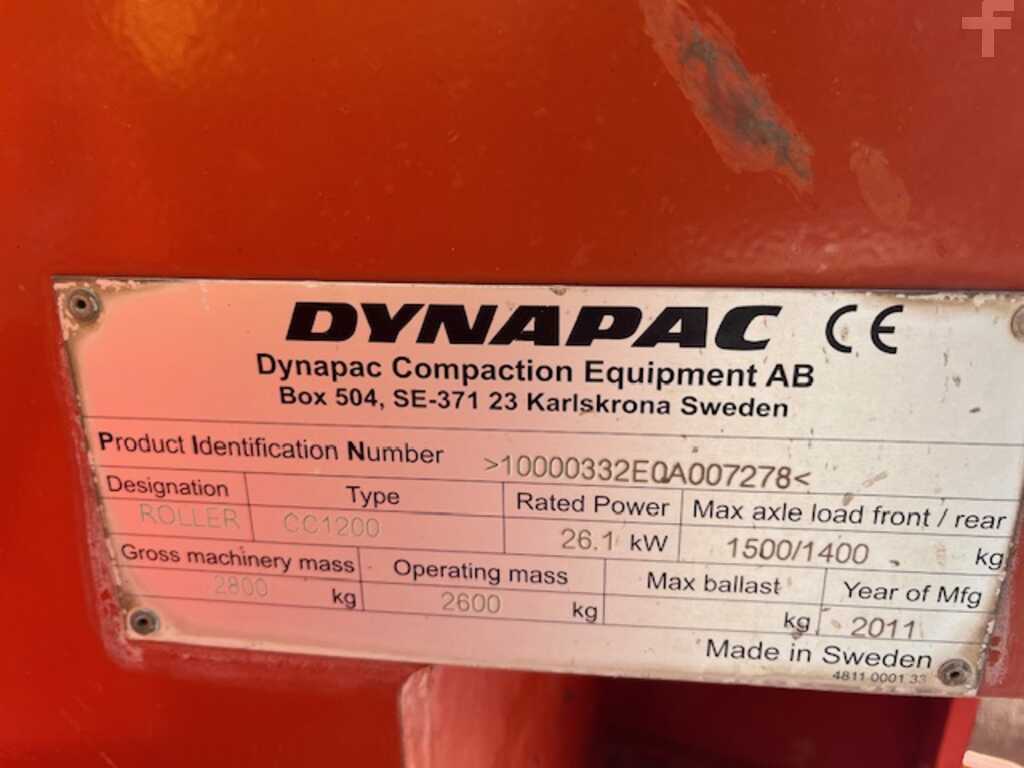 DYNAPAC CE
Dynapac Compaction Equipment AB
Box 504, SE-371 23 Karlskrona Sweden
Product Identification Number >10000332E0A007278<
Designation Type Rated Power Max axle load front / rear
ROLLER CC1200 26.1 kW 1500/1400 kg
Gross machinery mass Operating mass Max ballast Year of Mfg
2800 kg 2600 kg kg 2011
Made in Sweden
4811 0001 33
f